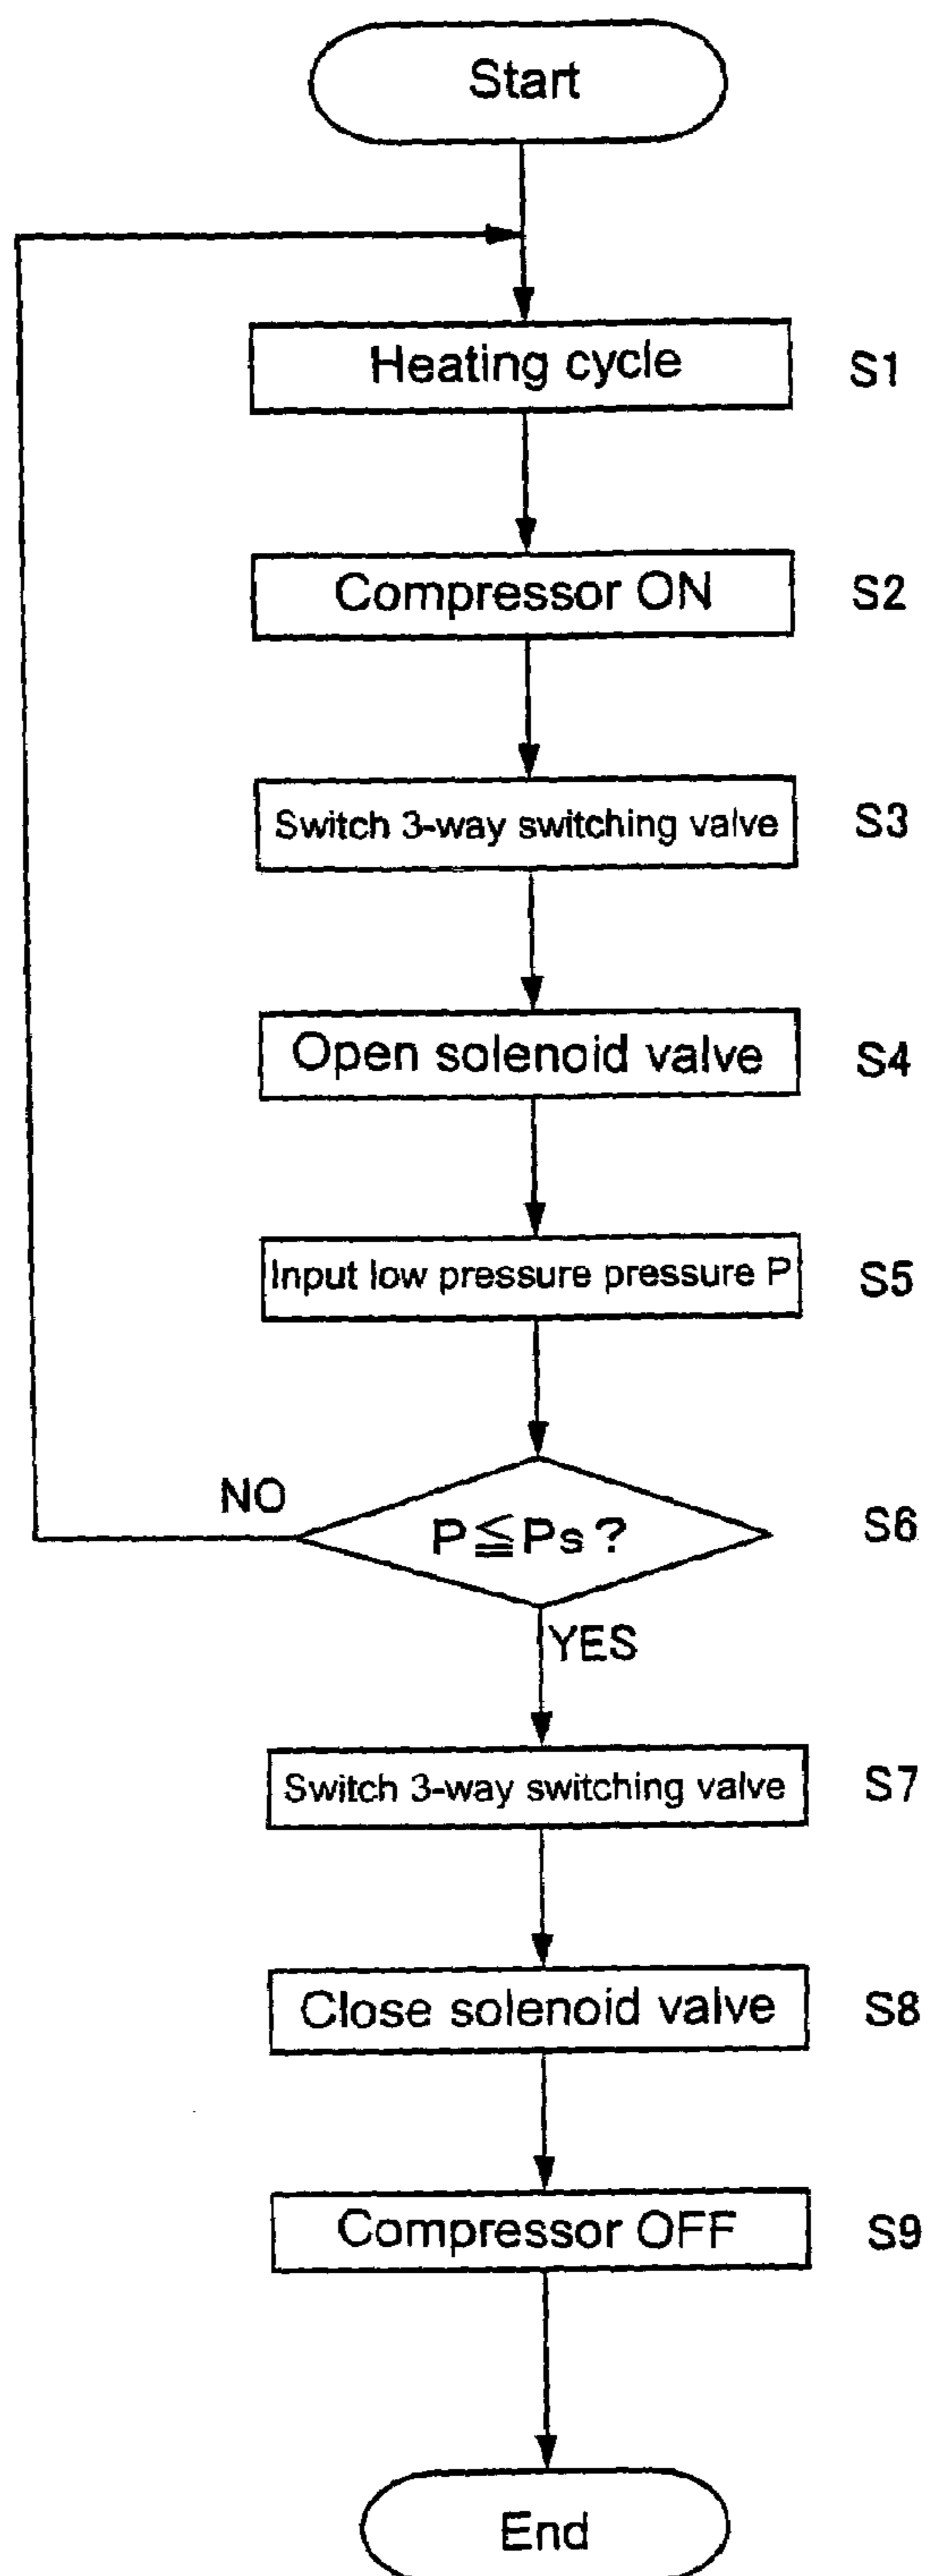 Start
Heating cycle S1
Compressor ON S2
Switch 3-way switching valve S3
Open solenoid valve S4
Input low pressure pressure P S5
NO
P≦Ps? S6
YES
Switch 3-way switching valve S7
Close solenoid valve S8
Compressor OFF S9
End